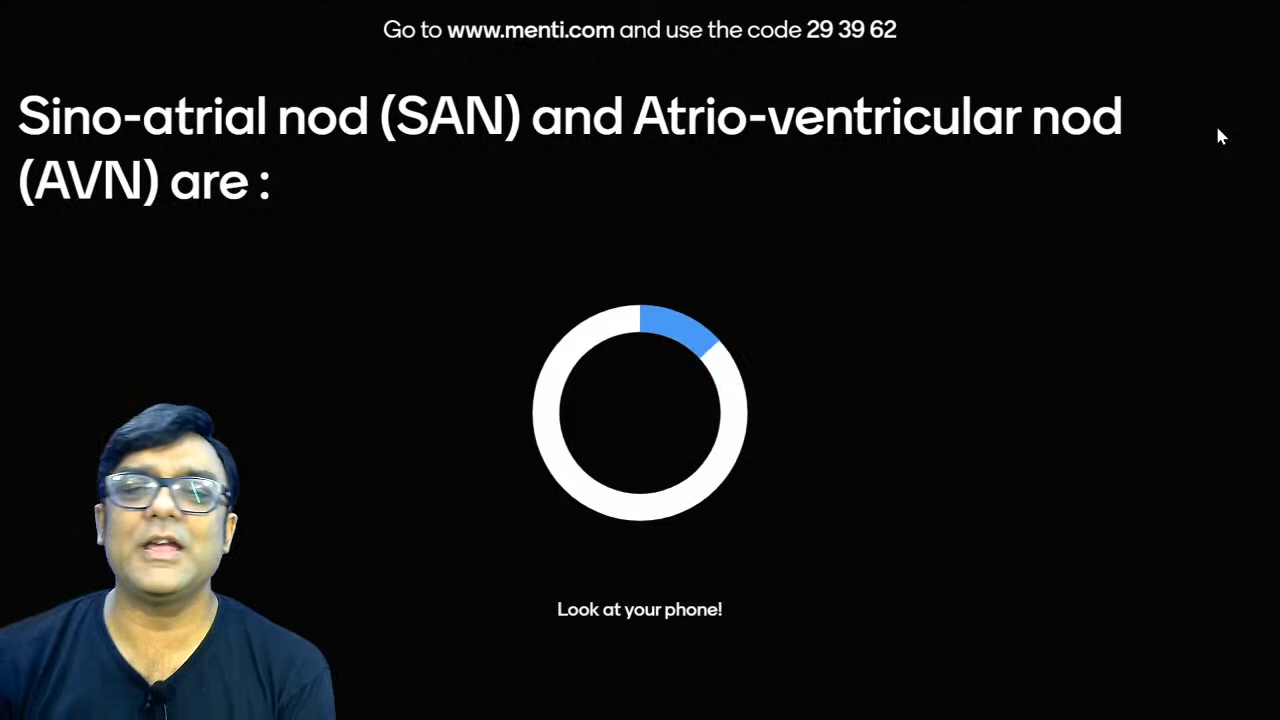 Go to www.menti.com and use the code 29 39 62
Sino-atrial nod (SAN) and Atrio-ventricular nod
(AVN) are :
Look at your phone!